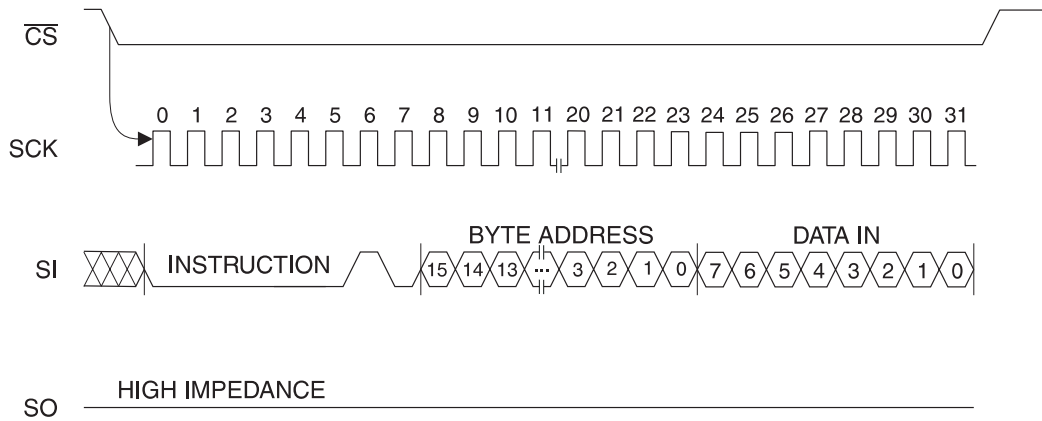 CS
0 1 2 3 4 5 6 7 8 9 10 11 20 21 22 23 24 25 26 27 28 29 30 31
SCK
BYTE ADDRESS DATA IN
SI INSTRUCTION 15 14 13 ... 3 2 1 0 7 6 5 4 3 2 1 0
HIGH IMPEDANCE
SO